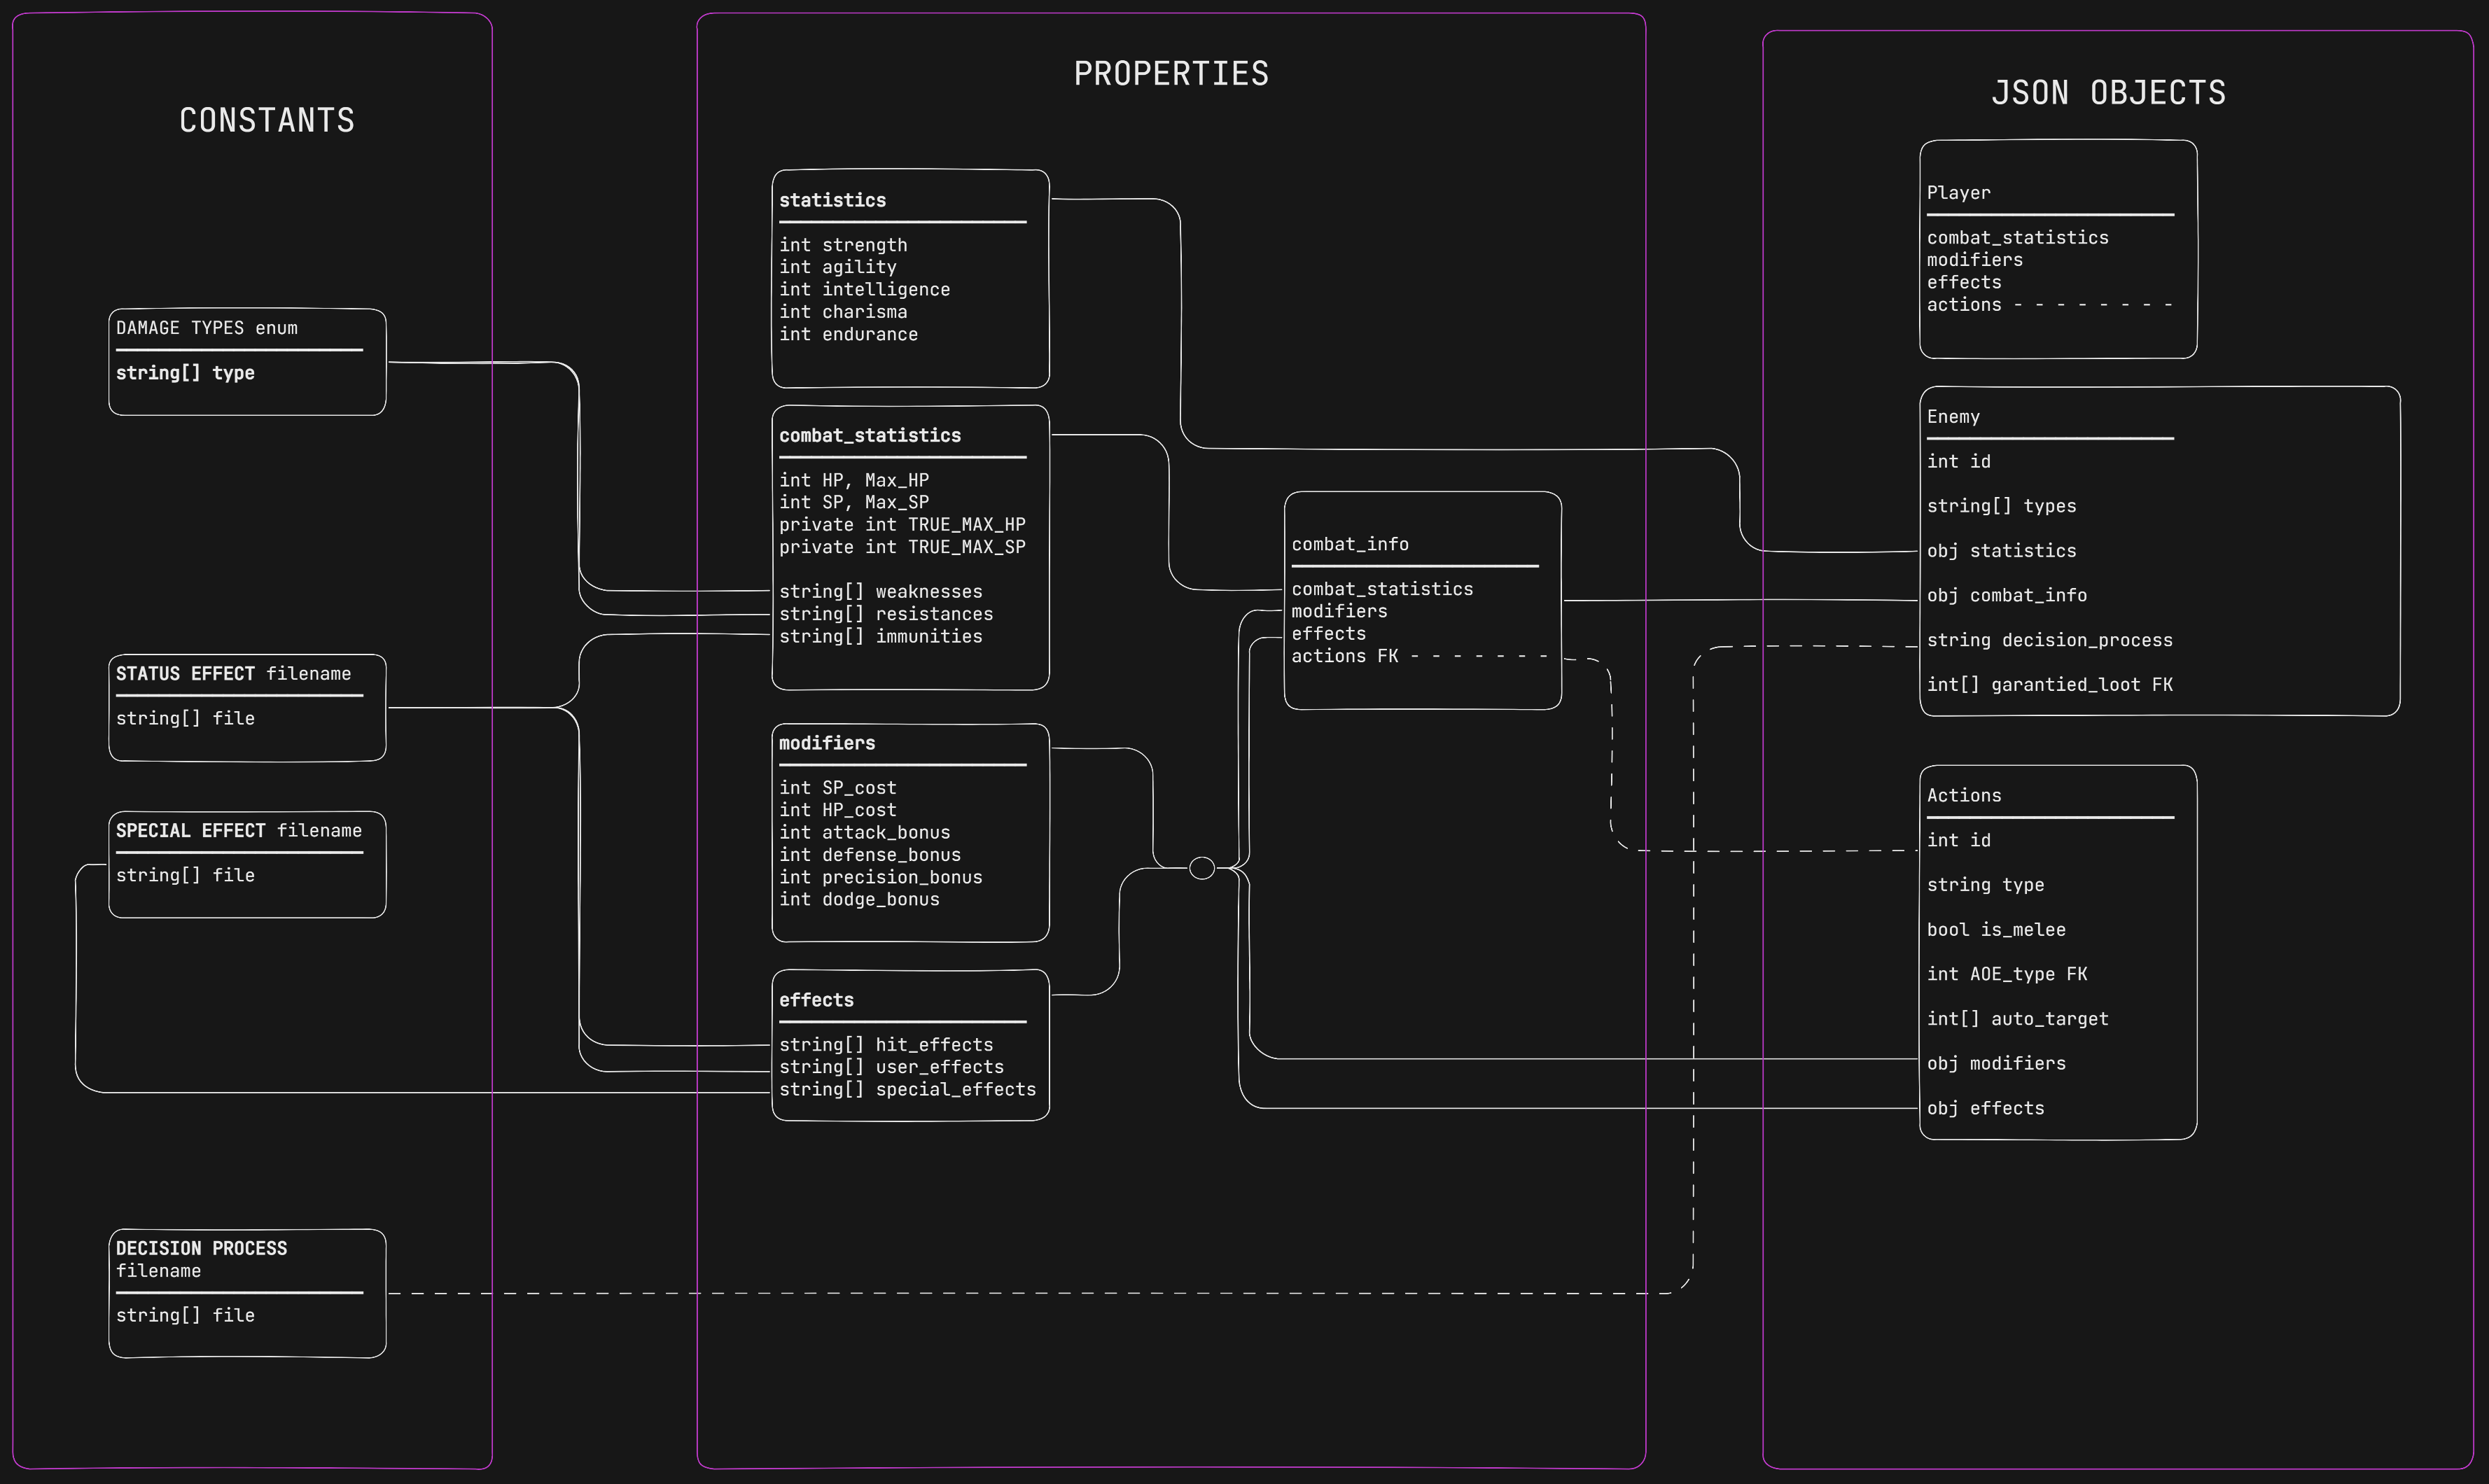 CONSTANTS
DAMAGE TYPES enum
string[] type
STATUS EFFECT filename
string[] file
SPECIAL EFFECT filename
string[] file
DECISION PROCESS
filename
string[] file
PROPERTIES
statistics
int strength
int agility
int intelligence
int charisma
int endurance
combat_statistics
int HP, Max_HP
int SP, Max_SP
private int TRUE_MAX_HP
private int TRUE_MAX_SP
string[] weaknesses
string[] resistances
string[] immunities
modifiers
int SP_cost
int HP_cost
int attack_bonus
int defense_bonus
int precision_bonus
int dodge_bonus
effects
string[] hit_effects
string[] user_effects
string[] special_effects
combat_info
combat_statistics
modifiers
effects
actions FK - - - - - - -
JSON OBJECTS
Player
combat_statistics
modifiers
effects
actions - - - - - - - -
Enemy
int id
string[] types
obj statistics
obj combat_info
string decision_process
int[] garantied_loot FK
Actions
int id
string type
bool is_melee
int AOE_type FK
int[] auto_target
obj modifiers
obj effects